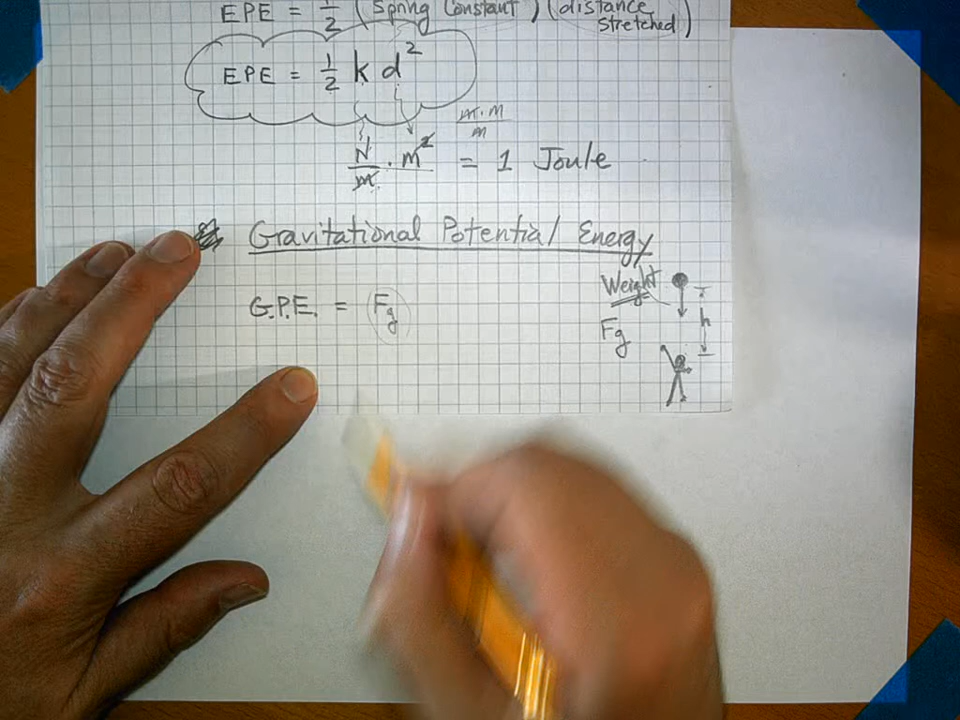 EPE = 1/2 (Spring Constant) (distance stretched)
EPE = 1/2 k d²
m·m/m
N/m · m² = 1 Joule
Gravitational Potential Energy
G.P.E. = Fg
Weight
h
Fg